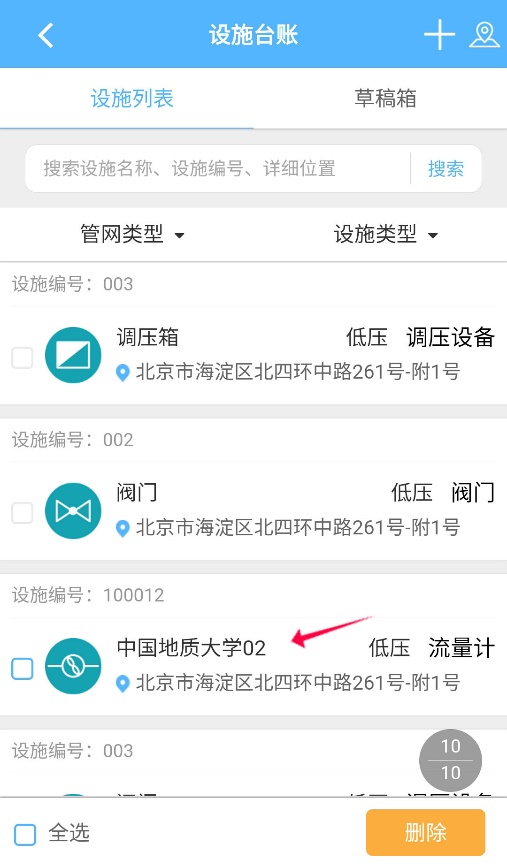 设施台账
设施列表 草稿箱
搜索设施名称、设施编号、详细位置 搜索
管网类型 设施类型
设施编号：003
调压箱 低压 调压设备
北京市海淀区北四环中路261号-附1号
设施编号：002
阀门 低压 阀门
北京市海淀区北四环中路261号-附1号
设施编号：100012
中国地质大学02 低压 流量计
北京市海淀区北四环中路261号-附1号
设施编号：003
10
10
全选 删除